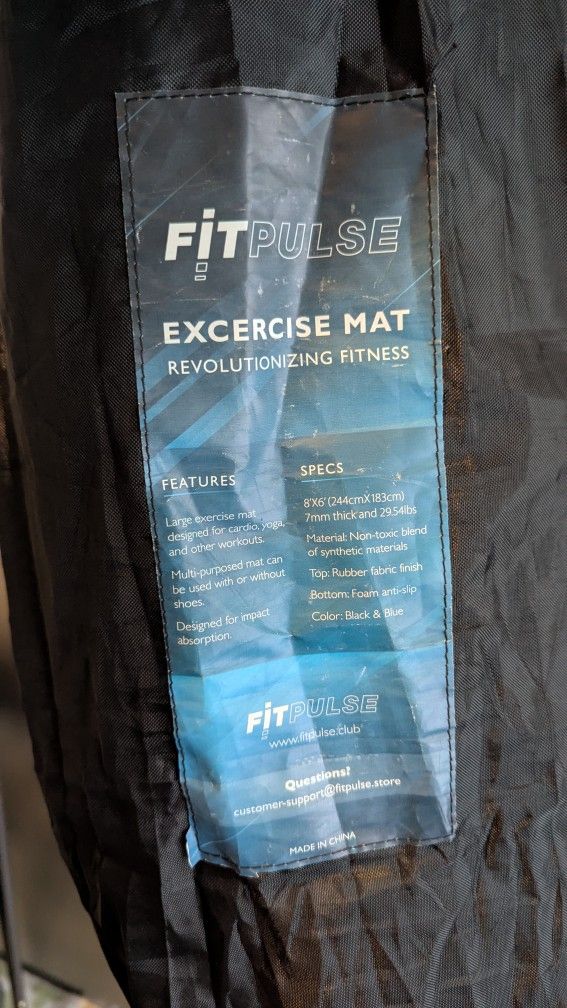 FiTPULSE
EXCERCISE MAT
REVOLUTIONIZING FITNESS
FEATURES
Large exercise mat
designed for cardio, yoga,
and other workouts.
Multi-purposed mat can
be used with or without
shoes.
Designed for impact
absorption.
SPECS
8'X6' (244cmX183cm)
7mm thick and 29.54lbs
Material: Non-toxic blend
of synthetic materials
Top: Rubber fabric finish
Bottom: Foam anti-slip
Color: Black & Blue
FiTPULSE
www.fitpulse.club
Questions?
customer-support@fitpulse.store
MADE IN CHINA